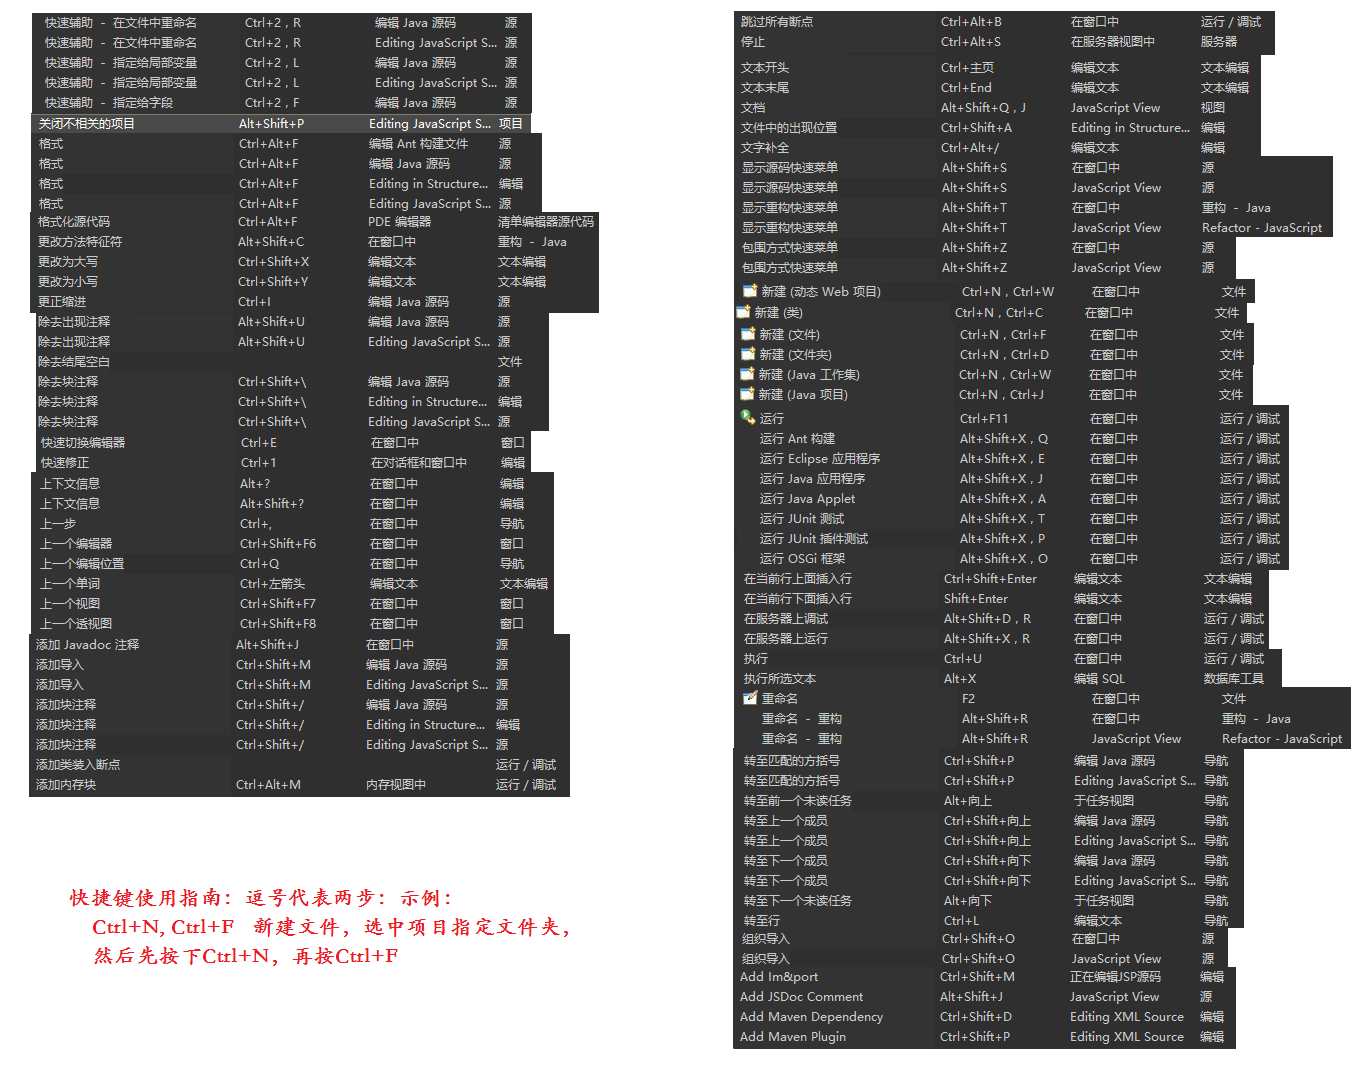 快速辅助 - 在文件中重命名 Ctrl+2，R 编辑 Java 源码 源
快速辅助 - 在文件中重命名 Ctrl+2，R Editing JavaScript S... 源
快速辅助 - 指定给局部变量 Ctrl+2，L 编辑 Java 源码 源
快速辅助 - 指定给局部变量 Ctrl+2，L Editing JavaScript S... 源
快速辅助 - 指定给字段 Ctrl+2，F 编辑 Java 源码 源
关闭不相关的项目 Alt+Shift+P Editing JavaScript S... 项目
格式 Ctrl+Alt+F 编辑 Ant 构建文件 源
格式 Ctrl+Alt+F 编辑 Java 源码 源
格式 Ctrl+Alt+F Editing in Structure... 编辑
格式 Ctrl+Alt+F Editing JavaScript S... 源
格式化源代码 Ctrl+Alt+F PDE 编辑器 清单编辑器源代码
更改方法特征符 Alt+Shift+C 在窗口中 重构 - Java
更改为大写 Ctrl+Shift+X 编辑文本 文本编辑
更改为小写 Ctrl+Shift+Y 编辑文本 文本编辑
更正缩进 Ctrl+I 编辑 Java 源码 源
除去出现注释 Alt+Shift+U 编辑 Java 源码 源
除去出现注释 Alt+Shift+U Editing JavaScript S... 源
除去结尾空白 文件
除去块注释 Ctrl+Shift+\ 编辑 Java 源码 源
除去块注释 Ctrl+Shift+\ Editing in Structure... 编辑
除去块注释 Ctrl+Shift+\ Editing JavaScript S... 源
快速切换编辑器 Ctrl+E 在窗口中 窗口
快速修正 Ctrl+1 在对话框和窗口中 编辑
上下文信息 Alt+? 在窗口中 编辑
上下文信息 Alt+Shift+? 在窗口中 编辑
上一步 Ctrl+, 在窗口中 导航
上一个编辑器 Ctrl+Shift+F6 在窗口中 窗口
上一个编辑位置 Ctrl+Q 在窗口中 导航
上一个单词 Ctrl+左箭头 编辑文本 文本编辑
上一个视图 Ctrl+Shift+F7 在窗口中 窗口
上一个透视图 Ctrl+Shift+F8 在窗口中 窗口
添加 Javadoc 注释 Alt+Shift+J 在窗口中 源
添加导入 Ctrl+Shift+M 编辑 Java 源码 源
添加导入 Ctrl+Shift+M Editing JavaScript S... 源
添加块注释 Ctrl+Shift+/ 编辑 Java 源码 源
添加块注释 Ctrl+Shift+/ Editing in Structure... 编辑
添加块注释 Ctrl+Shift+/ Editing JavaScript S... 源
添加类装入断点 运行 / 调试
添加内存块 Ctrl+Alt+M 内存视图中 运行 / 调试
快捷键使用指南：逗号代表两步：示例：
Ctrl+N, Ctrl+F 新建文件，选中项目指定文件夹，
然后先按下Ctrl+N，再按Ctrl+F
跳过所有断点 Ctrl+Alt+B 在窗口中 运行 / 调试
停止 Ctrl+Alt+S 在服务器视图中 服务器
文本开头 Ctrl+主页 编辑文本 文本编辑
文本末尾 Ctrl+End 编辑文本 文本编辑
文档 Alt+Shift+Q，J JavaScript View 视图
文件中的出现位置 Ctrl+Shift+A Editing in Structure... 编辑
文字补全 Ctrl+Alt+/ 编辑文本 编辑
显示源码快速菜单 Alt+Shift+S 在窗口中 源
显示源码快速菜单 Alt+Shift+S JavaScript View 源
显示重构快速菜单 Alt+Shift+T 在窗口中 重构 - Java
显示重构快速菜单 Alt+Shift+T JavaScript View Refactor - JavaScript
包围方式快速菜单 Alt+Shift+Z 在窗口中 源
包围方式快速菜单 Alt+Shift+Z JavaScript View 源
新建 (动态 Web 项目) Ctrl+N，Ctrl+W 在窗口中 文件
新建 (类) Ctrl+N，Ctrl+C 在窗口中 文件
新建 (文件) Ctrl+N，Ctrl+F 在窗口中 文件
新建 (文件夹) Ctrl+N，Ctrl+D 在窗口中 文件
新建 (Java 工作集) Ctrl+N，Ctrl+W 在窗口中 文件
新建 (Java 项目) Ctrl+N，Ctrl+J 在窗口中 文件
运行 Ctrl+F11 在窗口中 运行 / 调试
运行 Ant 构建 Alt+Shift+X，Q 在窗口中 运行 / 调试
运行 Eclipse 应用程序 Alt+Shift+X，E 在窗口中 运行 / 调试
运行 Java 应用程序 Alt+Shift+X，J 在窗口中 运行 / 调试
运行 Java Applet Alt+Shift+X，A 在窗口中 运行 / 调试
运行 JUnit 测试 Alt+Shift+X，T 在窗口中 运行 / 调试
运行 JUnit 插件测试 Alt+Shift+X，P 在窗口中 运行 / 调试
运行 OSGi 框架 Alt+Shift+X，O 在窗口中 运行 / 调试
在当前行上面插入行 Ctrl+Shift+Enter 编辑文本 文本编辑
在当前行下面插入行 Shift+Enter 编辑文本 文本编辑
在服务器上调试 Alt+Shift+D，R 在窗口中 运行 / 调试
在服务器上运行 Alt+Shift+X，R 在窗口中 运行 / 调试
执行 Ctrl+U 在窗口中 运行 / 调试
执行所选文本 Alt+X 编辑 SQL 数据库工具
重命名 F2 在窗口中 文件
重命名 - 重构 Alt+Shift+R 在窗口中 重构 - Java
重命名 - 重构 Alt+Shift+R JavaScript View Refactor - JavaScript
转至匹配的方括号 Ctrl+Shift+P 编辑 Java 源码 导航
转至匹配的方括号 Ctrl+Shift+P Editing JavaScript S... 导航
转至前一个未读任务 Alt+向上 于任务视图 导航
转至上一个成员 Ctrl+Shift+向上 编辑 Java 源码 导航
转至上一个成员 Ctrl+Shift+向上 Editing JavaScript S... 导航
转至下一个成员 Ctrl+Shift+向下 编辑 Java 源码 导航
转至下一个成员 Ctrl+Shift+向下 Editing JavaScript S... 导航
转至下一个未读任务 Alt+向下 于任务视图 导航
转至行 Ctrl+L 编辑文本 导航
组织导入 Ctrl+Shift+O 在窗口中 源
组织导入 Ctrl+Shift+O JavaScript View 源
Add Im&port Ctrl+Shift+M 正在编辑JSP源码 编辑
Add JSDoc Comment Alt+Shift+J JavaScript View 源
Add Maven Dependency Ctrl+Shift+D Editing XML Source 编辑
Add Maven Plugin Ctrl+Shift+P Editing XML Source 编辑